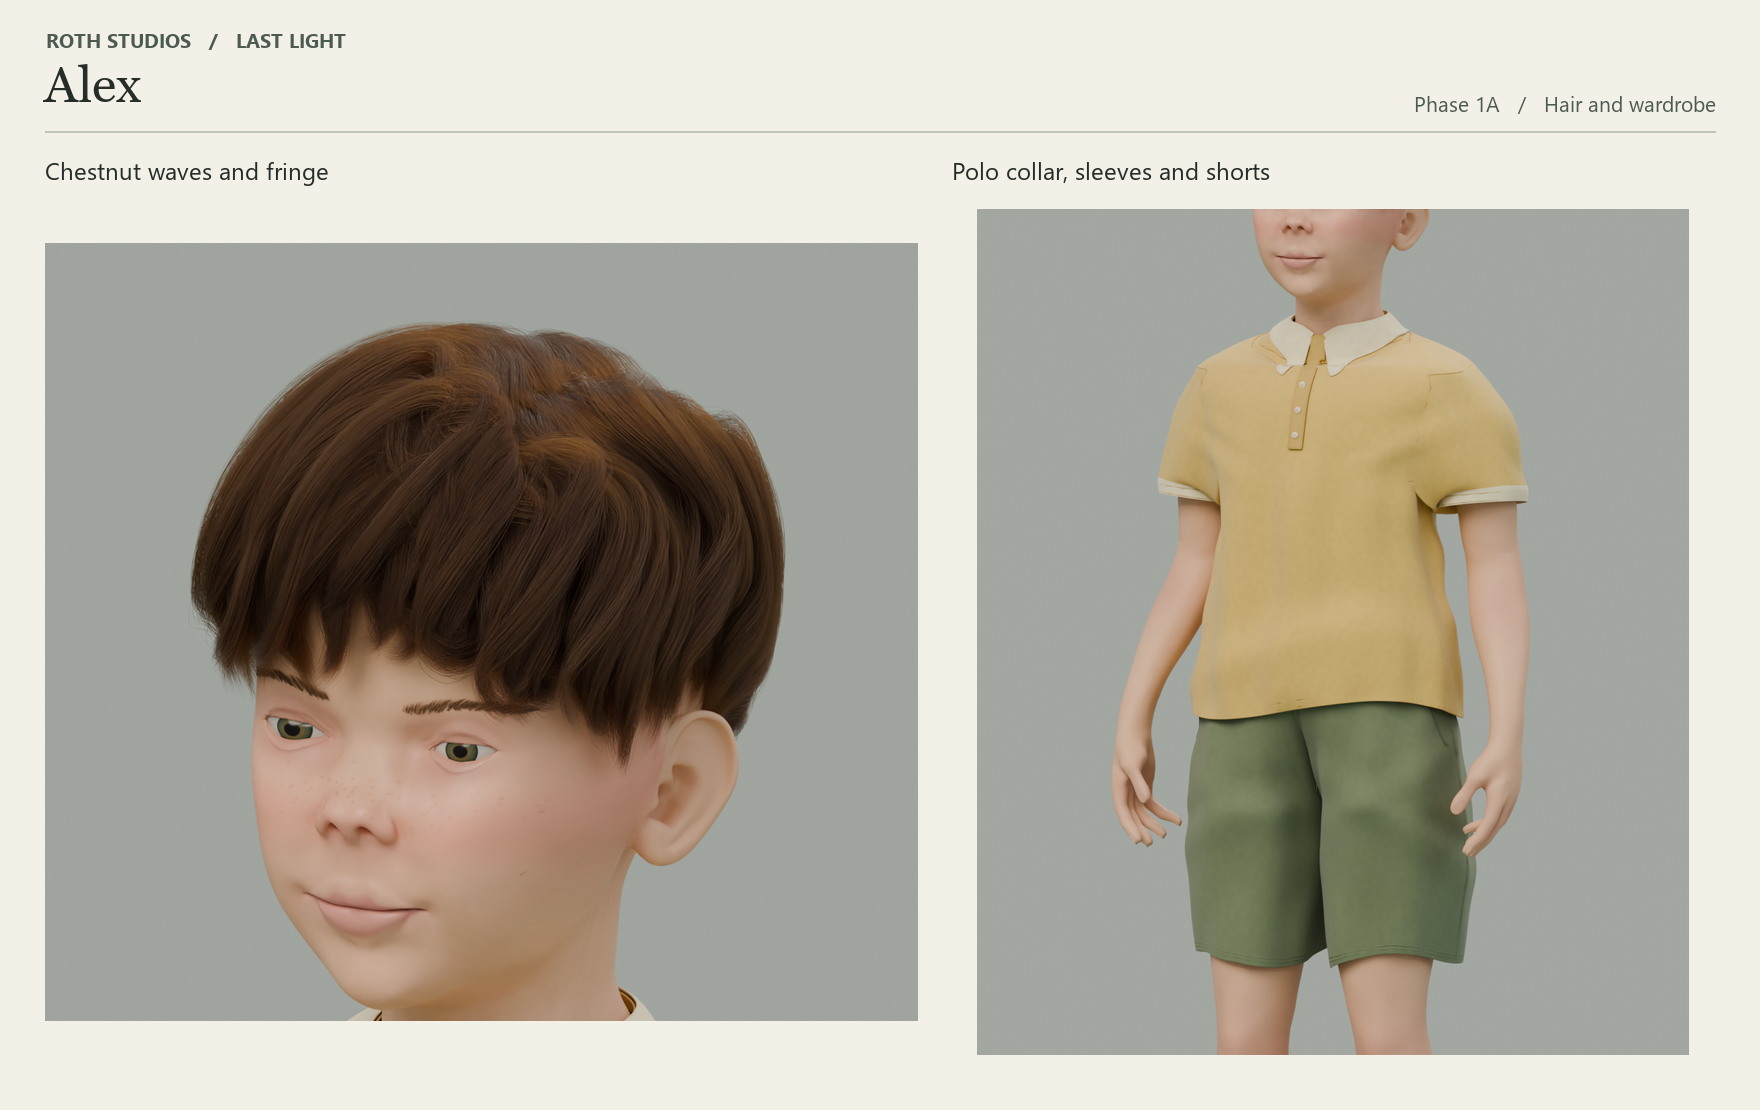 ROTH STUDIOS / LAST LIGHT
Alex
Phase 1A / Hair and wardrobe
Chestnut waves and fringe
Polo collar, sleeves and shorts